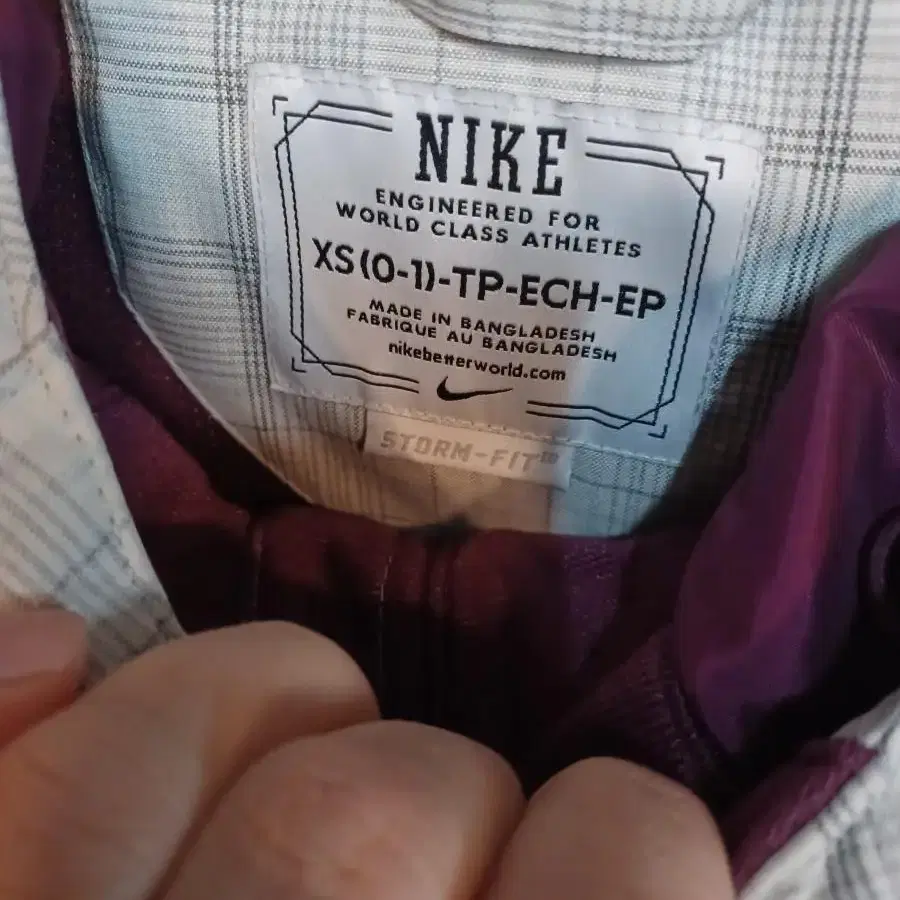 NIKE
ENGINEERED FOR
WORLD CLASS ATHLETES
XS(0-1)-TP-ECH-EP
MADE IN BANGLADESH
FABRIQUE AU BANGLADESH
nikebetterworld.com
STORM-FIT™